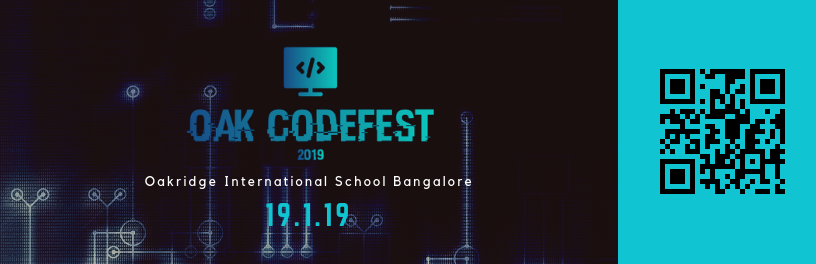 </>
OAK CODEFEST
2019
Oakridge International School Bangalore
19.1.19